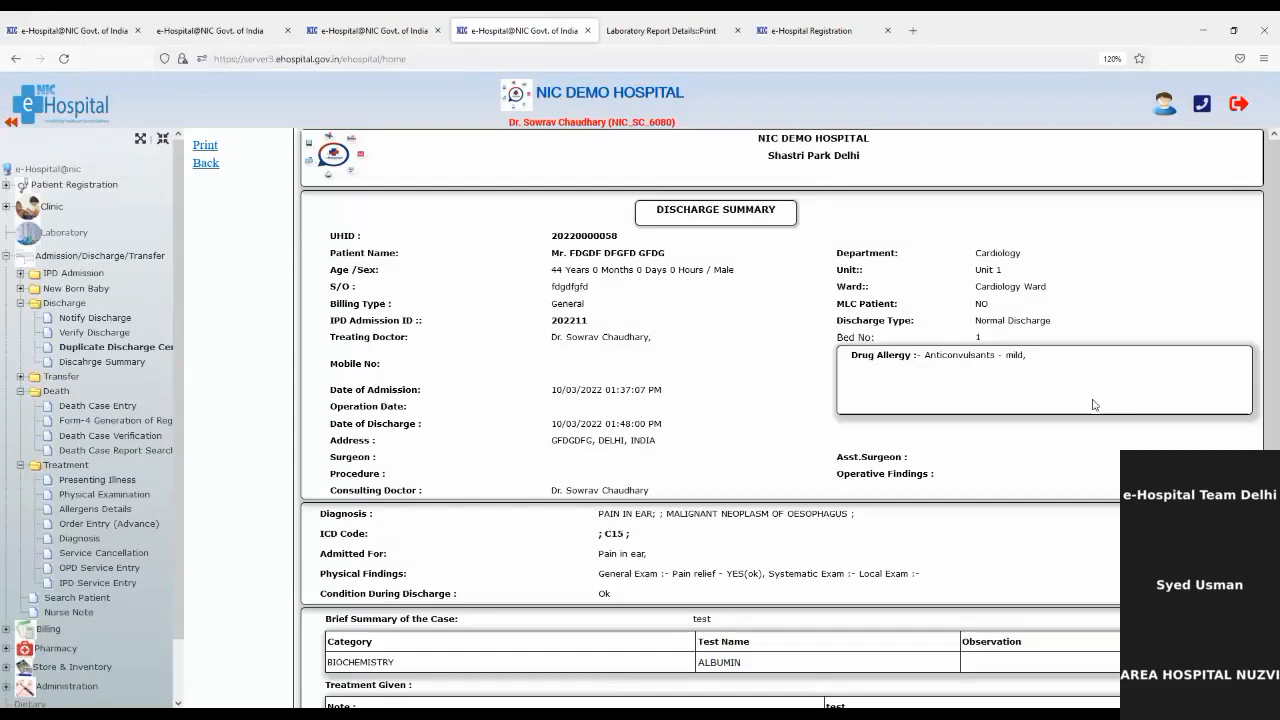 e-Hospital@NIC Govt. of India
e-Hospital@NIC Govt. of India
e-Hospital@NIC Govt. of India
e-Hospital@NIC Govt. of India
Laboratory Report Details::Print
e-Hospital Registration
https://server3.ehospital.gov.in/ehospital/home
120%
NIC eHospital
NIC DEMO HOSPITAL
Dr. Sowrav Chaudhary (NIC_SC_6080)
e-Hospital@nic
Patient Registration
Clinic
Laboratory
Admission/Discharge/Transfer
IPD Admission
New Born Baby
Discharge
Notify Discharge
Verify Discharge
Duplicate Discharge Cer
Discahrge Summary
Transfer
Death
Death Case Entry
Form-4 Generation of Reg
Death Case Verification
Death Case Report Search
Treatment
Presenting Illness
Physical Examination
Allergens Details
Order Entry (Advance)
Diagnosis
Service Cancellation
OPD Service Entry
IPD Service Entry
Search Patient
Nurse Note
Billing
Pharmacy
Store & Inventory
Administration
Dietary
Print
Back
NIC DEMO HOSPITAL
Shastri Park Delhi
DISCHARGE SUMMARY
UHID : 20220000058
Patient Name: Mr. FDGDF DFGFD GFDG Department: Cardiology
Age /Sex: 44 Years 0 Months 0 Days 0 Hours / Male Unit:: Unit 1
S/O : fdgdfgfd Ward:: Cardiology Ward
Billing Type : General MLC Patient: NO
IPD Admission ID :: 202211 Discharge Type: Normal Discharge
Treating Doctor: Dr. Sowrav Chaudhary, Bed No: 1
Drug Allergy :- Anticonvulsants - mild,
Mobile No:
Date of Admission: 10/03/2022 01:37:07 PM
Operation Date:
Date of Discharge : 10/03/2022 01:48:00 PM
Address : GFDGDFG, DELHI, INDIA
Surgeon : Asst.Surgeon :
Procedure : Operative Findings :
Consulting Doctor : Dr. Sowrav Chaudhary
Diagnosis : PAIN IN EAR; ; MALIGNANT NEOPLASM OF OESOPHAGUS ;
ICD Code: ; C15 ;
Admitted For: Pain in ear,
Physical Findings: General Exam :- Pain relief - YES(ok), Systematic Exam :- Local Exam :-
Condition During Discharge : Ok
Brief Summary of the Case: test
Category Test Name Observation
BIOCHEMISTRY ALBUMIN
Treatment Given :
Note : test
e-Hospital Team Delhi
Syed Usman
AREA HOSPITAL NUZVI